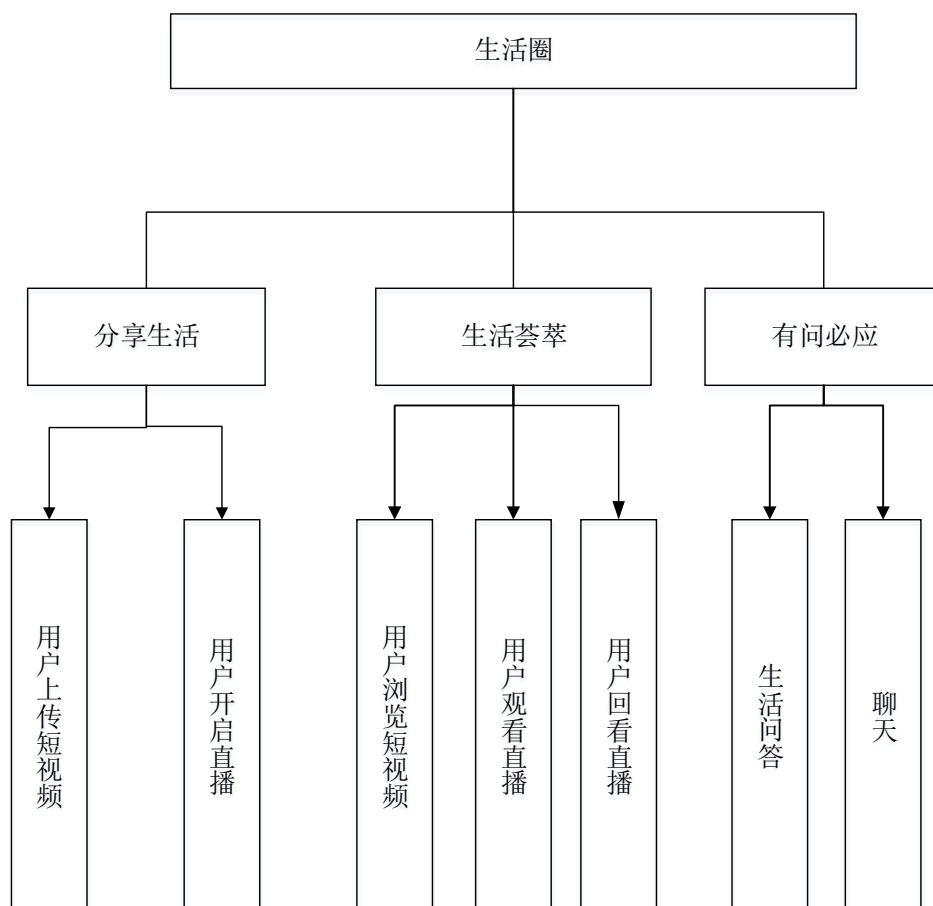 生活圈
分享生活
生活荟萃
有问必应
用户上传短视频
用户开启直播
用户浏览短视频
用户观看直播
用户回看直播
生活问答
聊天